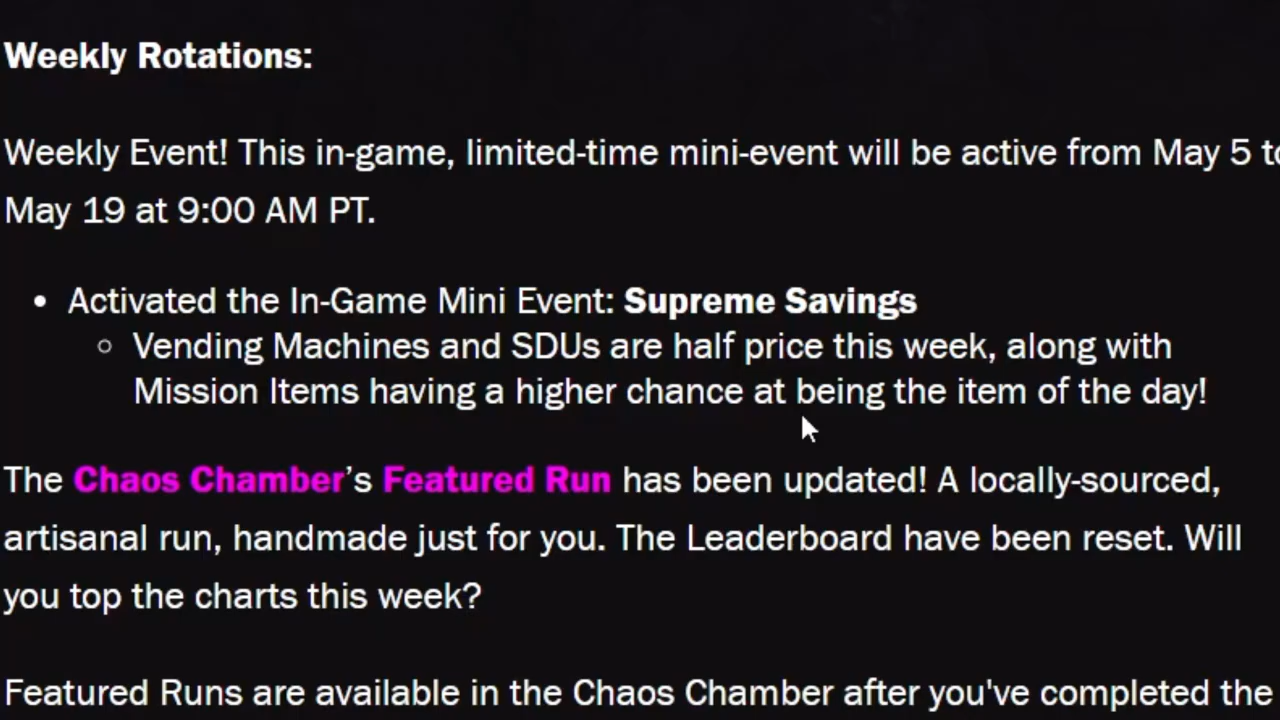 Weekly Rotations:
Weekly Event! This in-game, limited-time mini-event will be active from May 5 to
May 19 at 9:00 AM PT.
• Activated the In-Game Mini Event: Supreme Savings
○ Vending Machines and SDUs are half price this week, along with
Mission Items having a higher chance at being the item of the day!
The Chaos Chamber’s Featured Run has been updated! A locally-sourced,
artisanal run, handmade just for you. The Leaderboard have been reset. Will
you top the charts this week?
Featured Runs are available in the Chaos Chamber after you've completed the